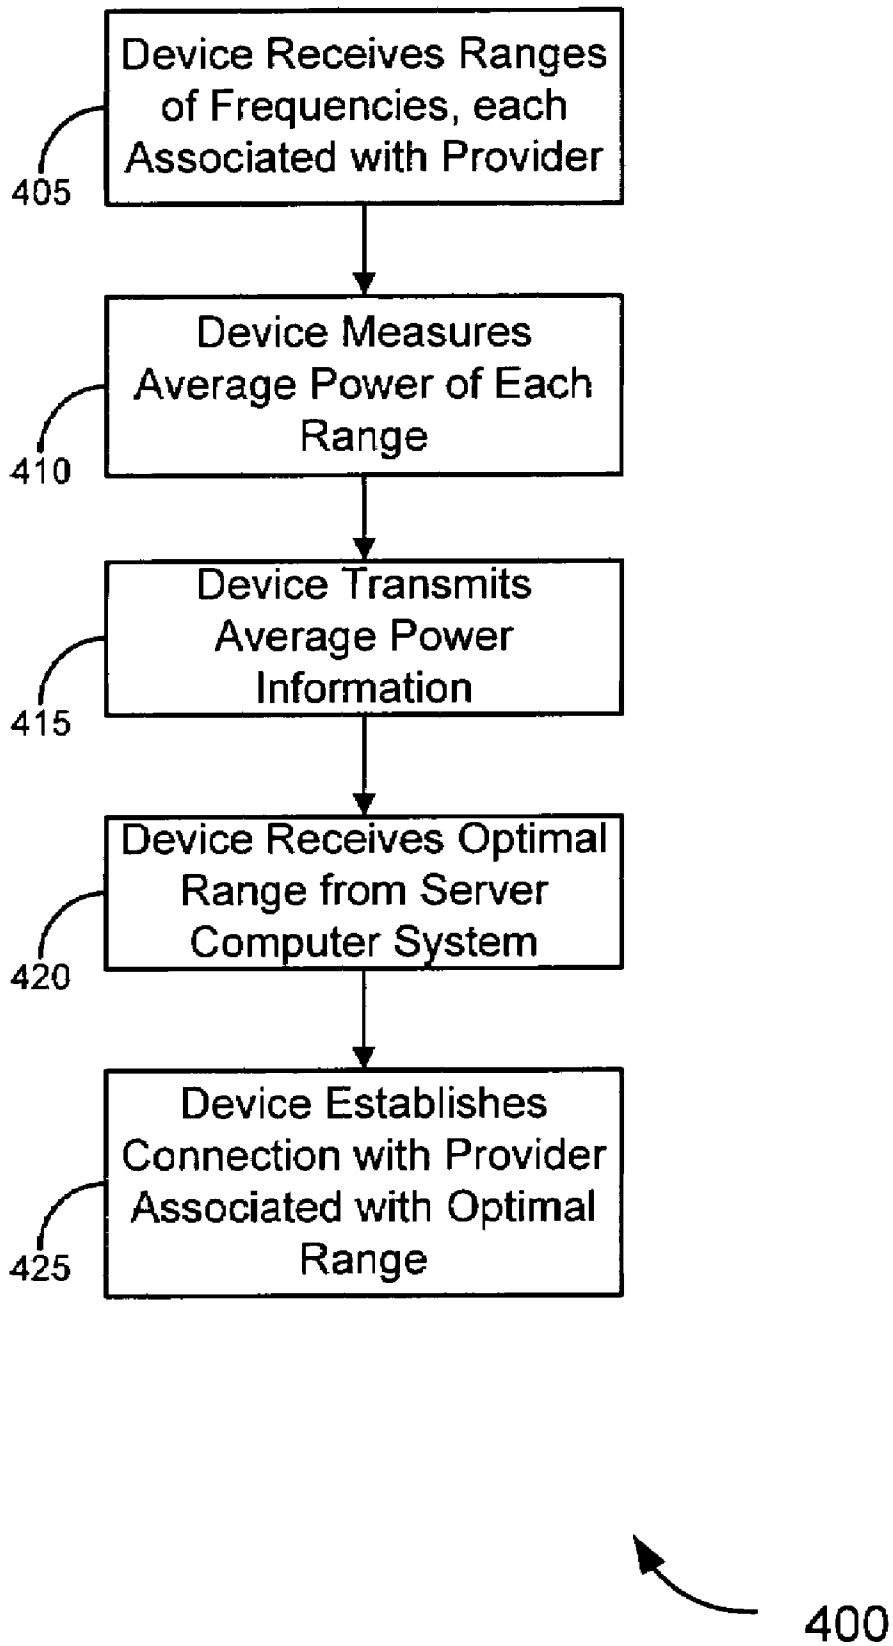 Device Receives Ranges
of Frequencies, each
Associated with Provider
405
Device Measures
Average Power of Each
Range
410
Device Transmits
Average Power
Information
415
Device Receives Optimal
Range from Server
Computer System
420
Device Establishes
Connection with Provider
Associated with Optimal
Range
425
400